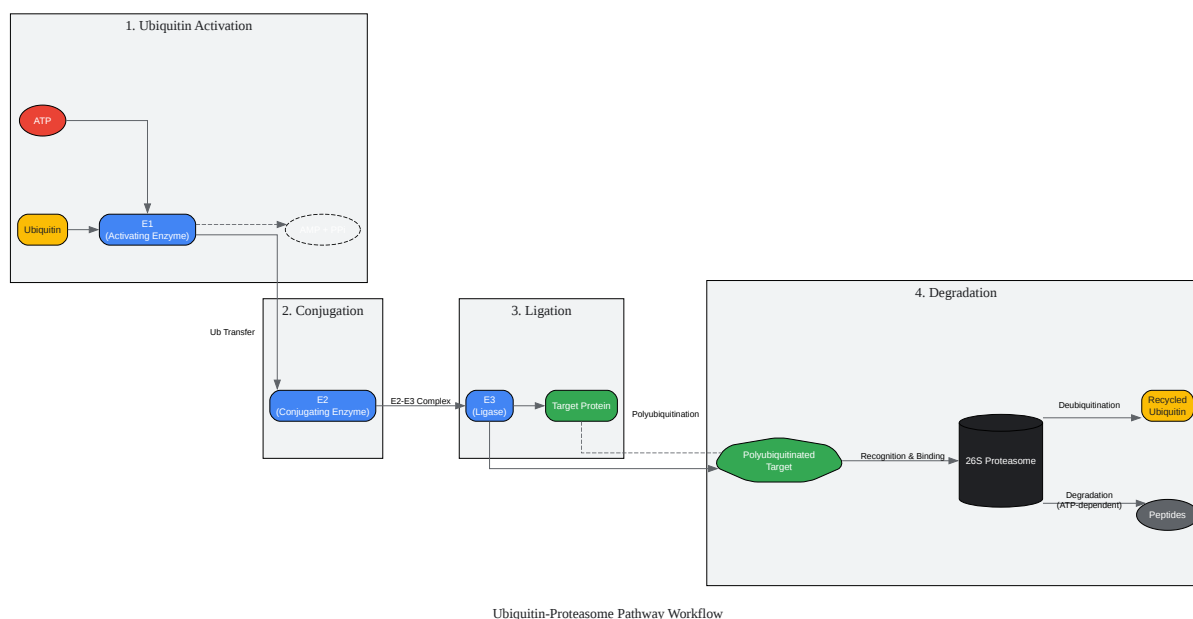 1. Ubiquitin Activation
ATP
Ubiquitin
E1
(Activating Enzyme)
Ub Transfer
2. Conjugation
E2
(Conjugating Enzyme)
E2-E3 Complex
3. Ligation
E3
(Ligase)
Target Protein
Polyubiquitination
4. Degradation
Polyubiquitinated
Target
Recognition & Binding
26S Proteasome
Deubiquitination
Recycled
Ubiquitin
Degradation
(ATP-dependent)
Peptides
Ubiquitin-Proteasome Pathway Workflow